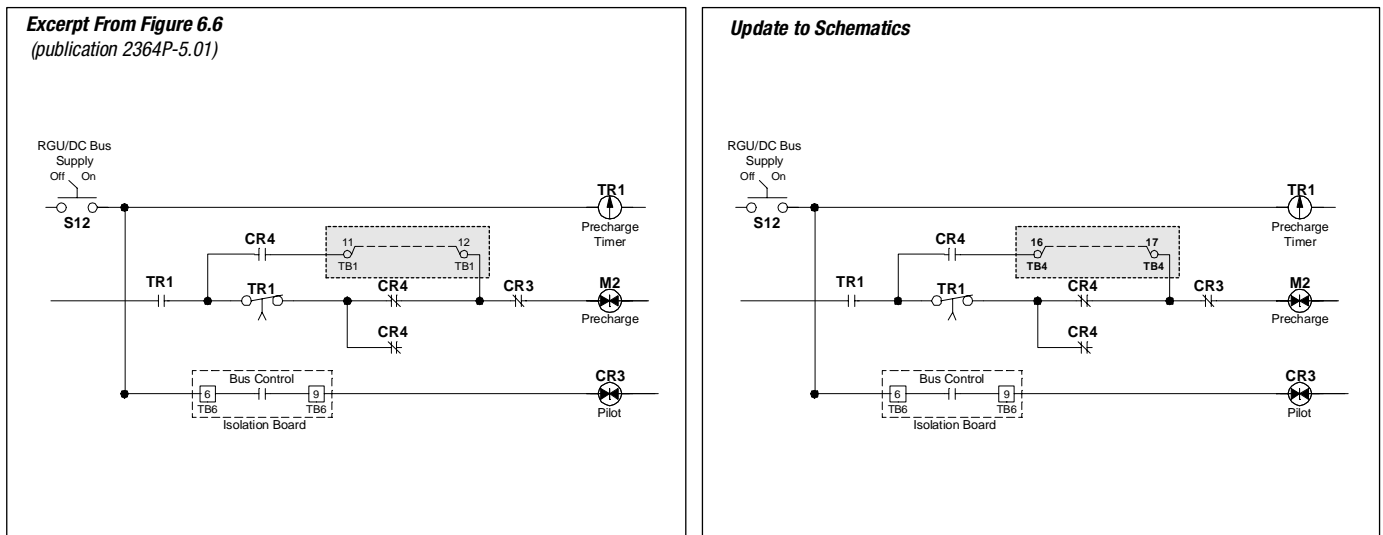 Excerpt From Figure 6.6
(publication 2364P-5.01)
RGU/DC Bus
Supply
Off On
S12
TR1
Precharge
Timer
CR4
11 12
TB1 TB1
TR1
TR1
CR4
CR3
M2
Precharge
CR4
Bus Control
6 9
TB6 TB6
Isolation Board
CR3
Pilot
Update to Schematics
RGU/DC Bus
Supply
Off On
S12
TR1
Precharge
Timer
CR4
16 17
TB4 TB4
TR1
TR1
CR4
CR3
M2
Precharge
CR4
Bus Control
6 9
TB6 TB6
Isolation Board
CR3
Pilot